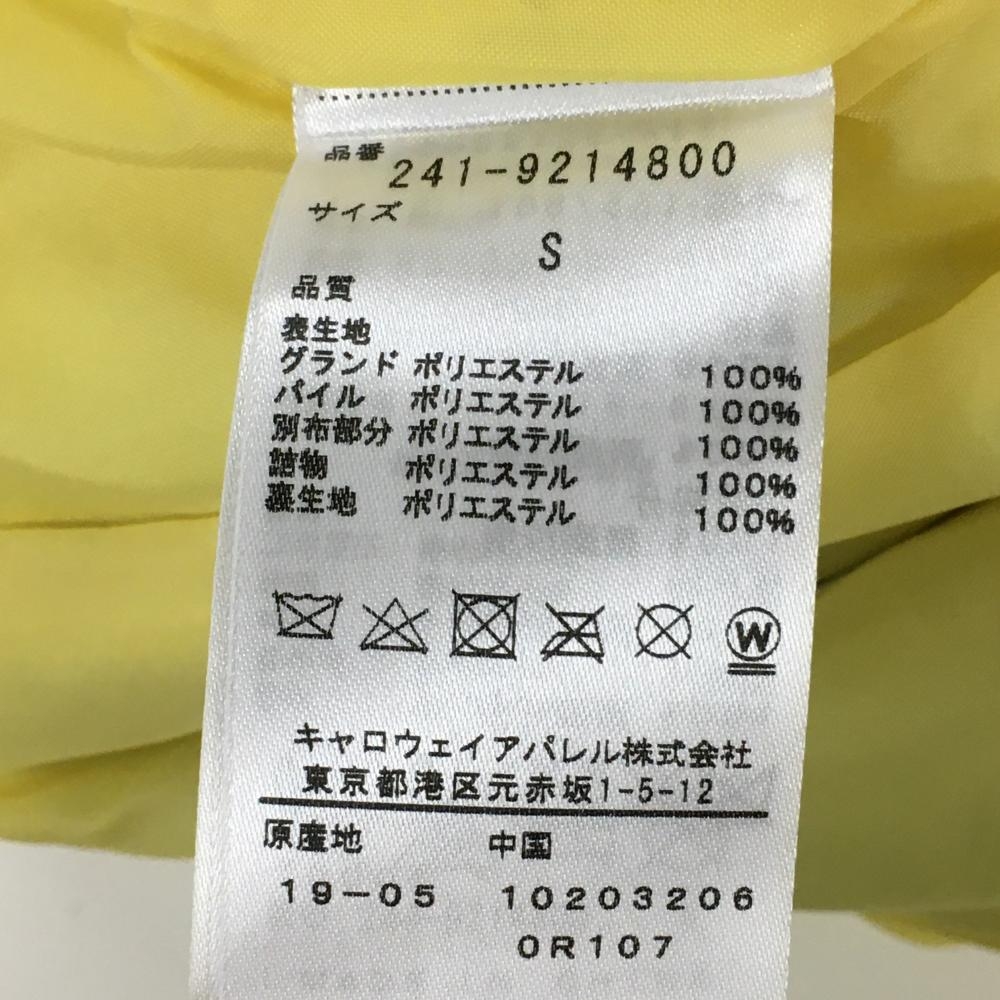 品番 241-9214800
サイズ
S
品質
表生地
グランド ポリエステル 100%
パイル ポリエステル 100%
別布部分 ポリエステル 100%
詰物 ポリエステル 100%
裏生地 ポリエステル 100%
W
キャロウェイアパレル株式会社
東京都港区元赤坂1-5-12
原産地 中国
19-05 10203206
0R107